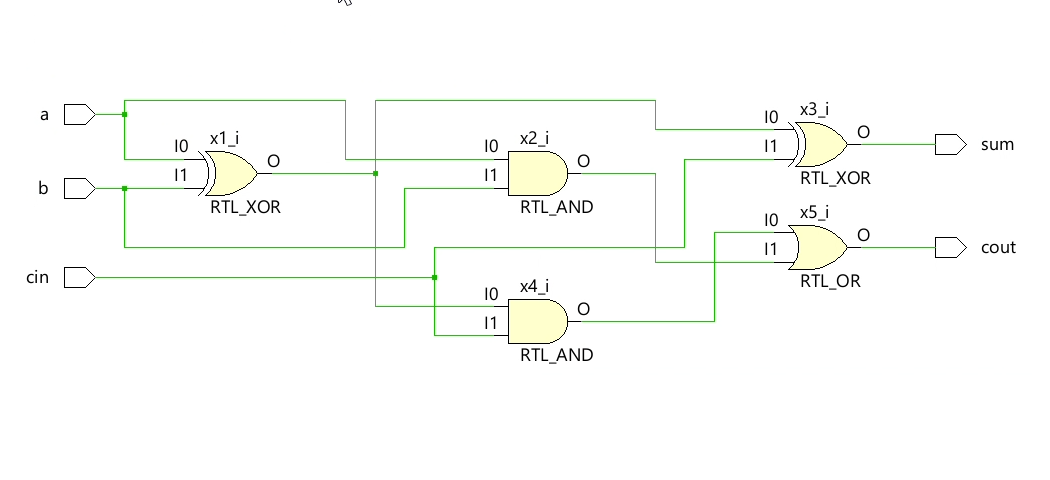 a
b
cin
I0
I1
x1_i
O
RTL_XOR
I0
I1
x2_i
O
RTL_AND
I0
I1
x4_i
O
RTL_AND
I0
I1
x3_i
O
RTL_XOR
sum
I0
I1
x5_i
O
RTL_OR
cout